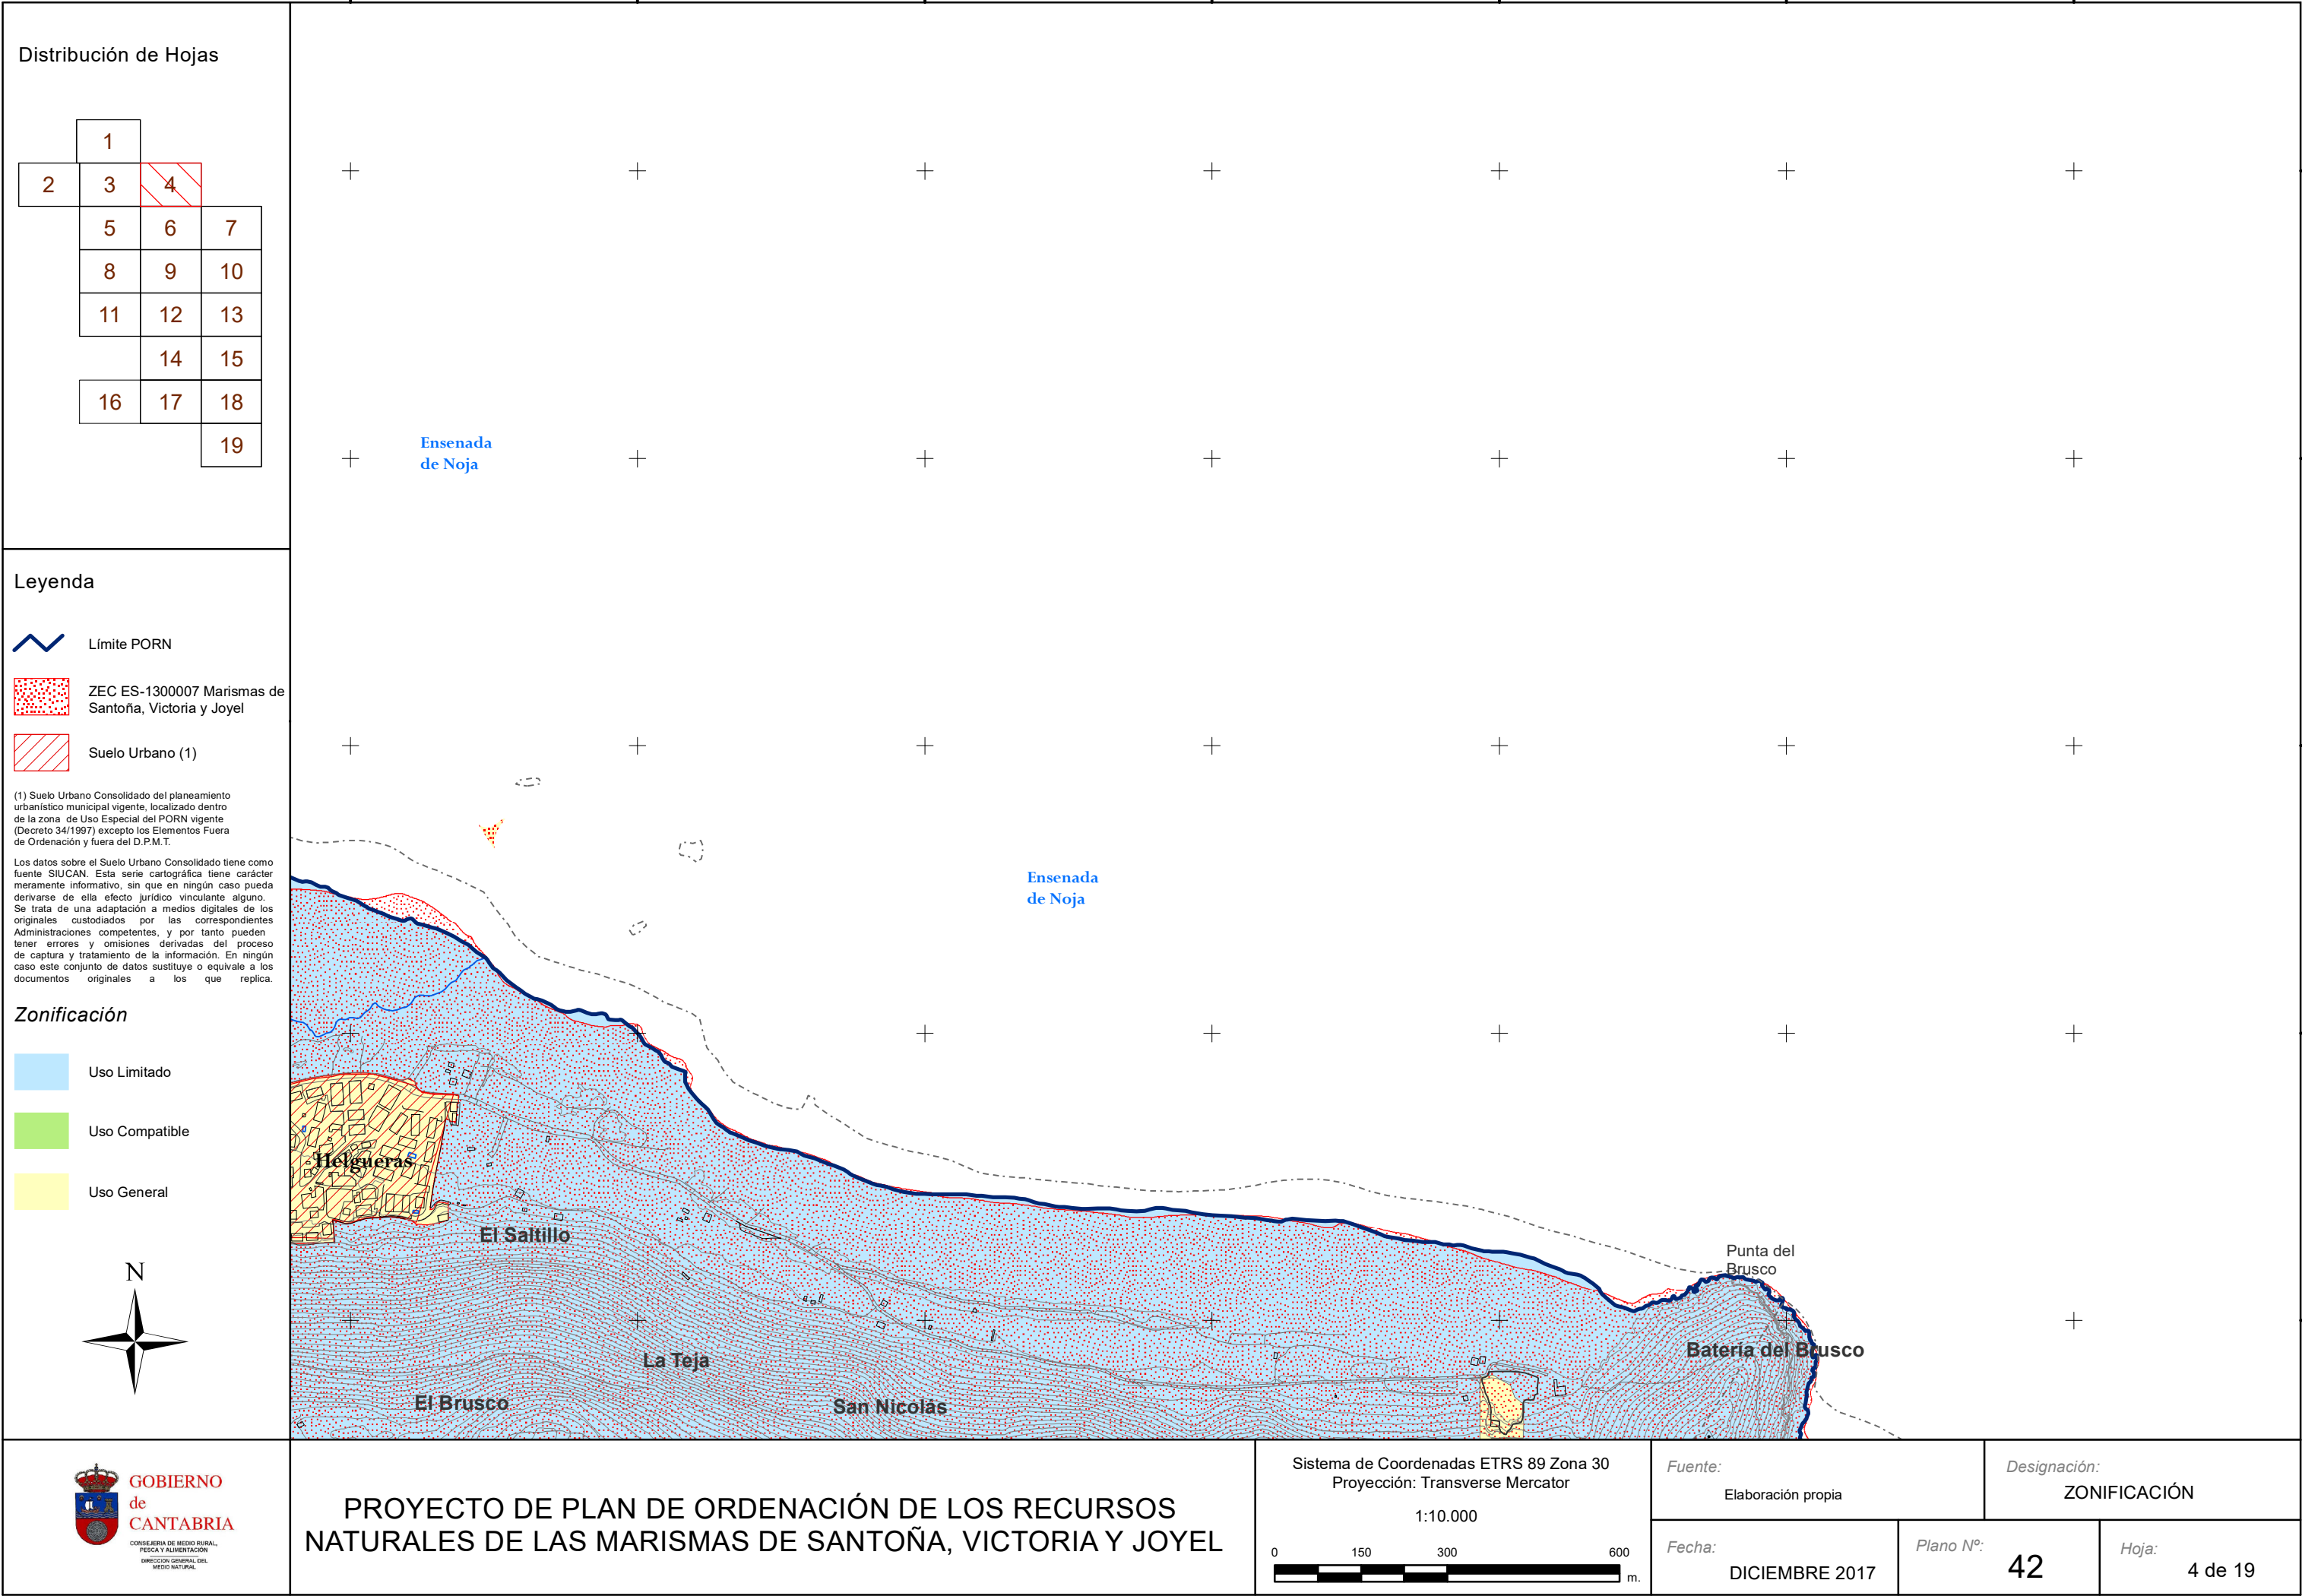 Distribución de Hojas
1
2 3 4
5 6 7
8 9 10
11 12 13
14 15
16 17 18
19
Leyenda
Límite PORN
ZEC ES-1300007 Marismas de
Santoña, Victoria y Joyel
Suelo Urbano (1)
(1) Suelo Urbano Consolidado del planeamiento
urbanístico municipal vigente, localizado dentro
de la zona de Uso Especial del PORN vigente
(Decreto 34/1997) excepto los Elementos Fuera
de Ordenación y fuera del D.P.M.T.
Los datos sobre el Suelo Urbano Consolidado tiene como
fuente SIUCAN. Esta serie cartográfica tiene carácter
meramente informativo, sin que en ningún caso pueda
derivarse de ella efecto jurídico vinculante alguno.
Se trata de una adaptación a medios digitales de los
originales custodiados por las correspondientes
Administraciones competentes, y por tanto pueden
tener errores y omisiones derivadas del proceso
de captura y tratamiento de la información. En ningún
caso este conjunto de datos sustituye o equivale a los
documentos originales a los que replica.
Zonificación
Uso Limitado
Uso Compatible
Uso General
N
Ensenada
de Noja
Ensenada
de Noja
Helgueras
El Saltillo
La Teja
El Brusco
San Nicolás
Punta del
Brusco
Batería del Brusco
GOBIERNO
de
CANTABRIA
CONSEJERIA DE MEDIO RURAL,
PESCA Y ALIMENTACIÓN
DIRECCION GENERAL DEL
MEDIO NATURAL
PROYECTO DE PLAN DE ORDENACIÓN DE LOS RECURSOS
NATURALES DE LAS MARISMAS DE SANTOÑA, VICTORIA Y JOYEL
Sistema de Coordenadas ETRS 89 Zona 30
Proyección: Transverse Mercator
1:10.000
0 150 300 600
m.
Fuente:
Elaboración propia
Designación:
ZONIFICACIÓN
Fecha:
DICIEMBRE 2017
Plano Nº:
42
Hoja:
4 de 19